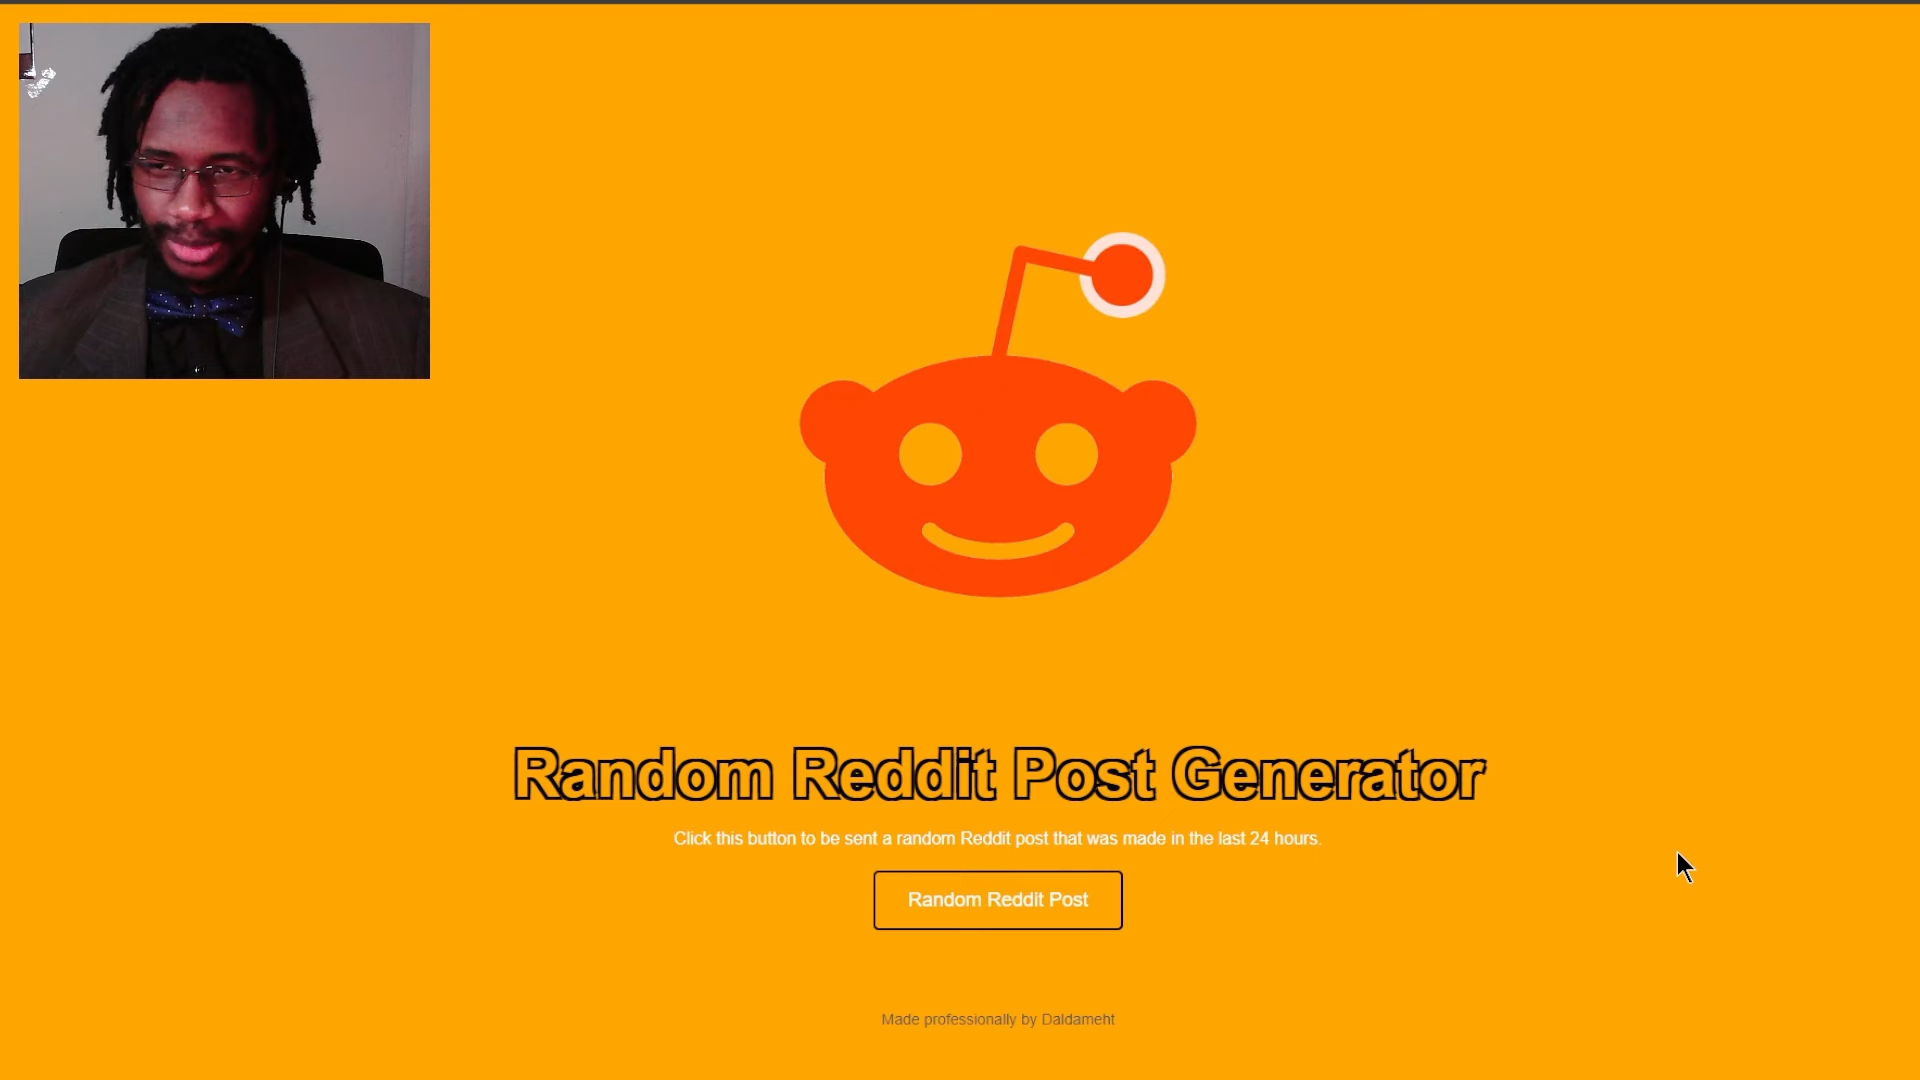 Random Reddit Post Generator
Click this button to be sent a random Reddit post that was made in the last 24 hours.
Random Reddit Post
Made professionally by Daldameht